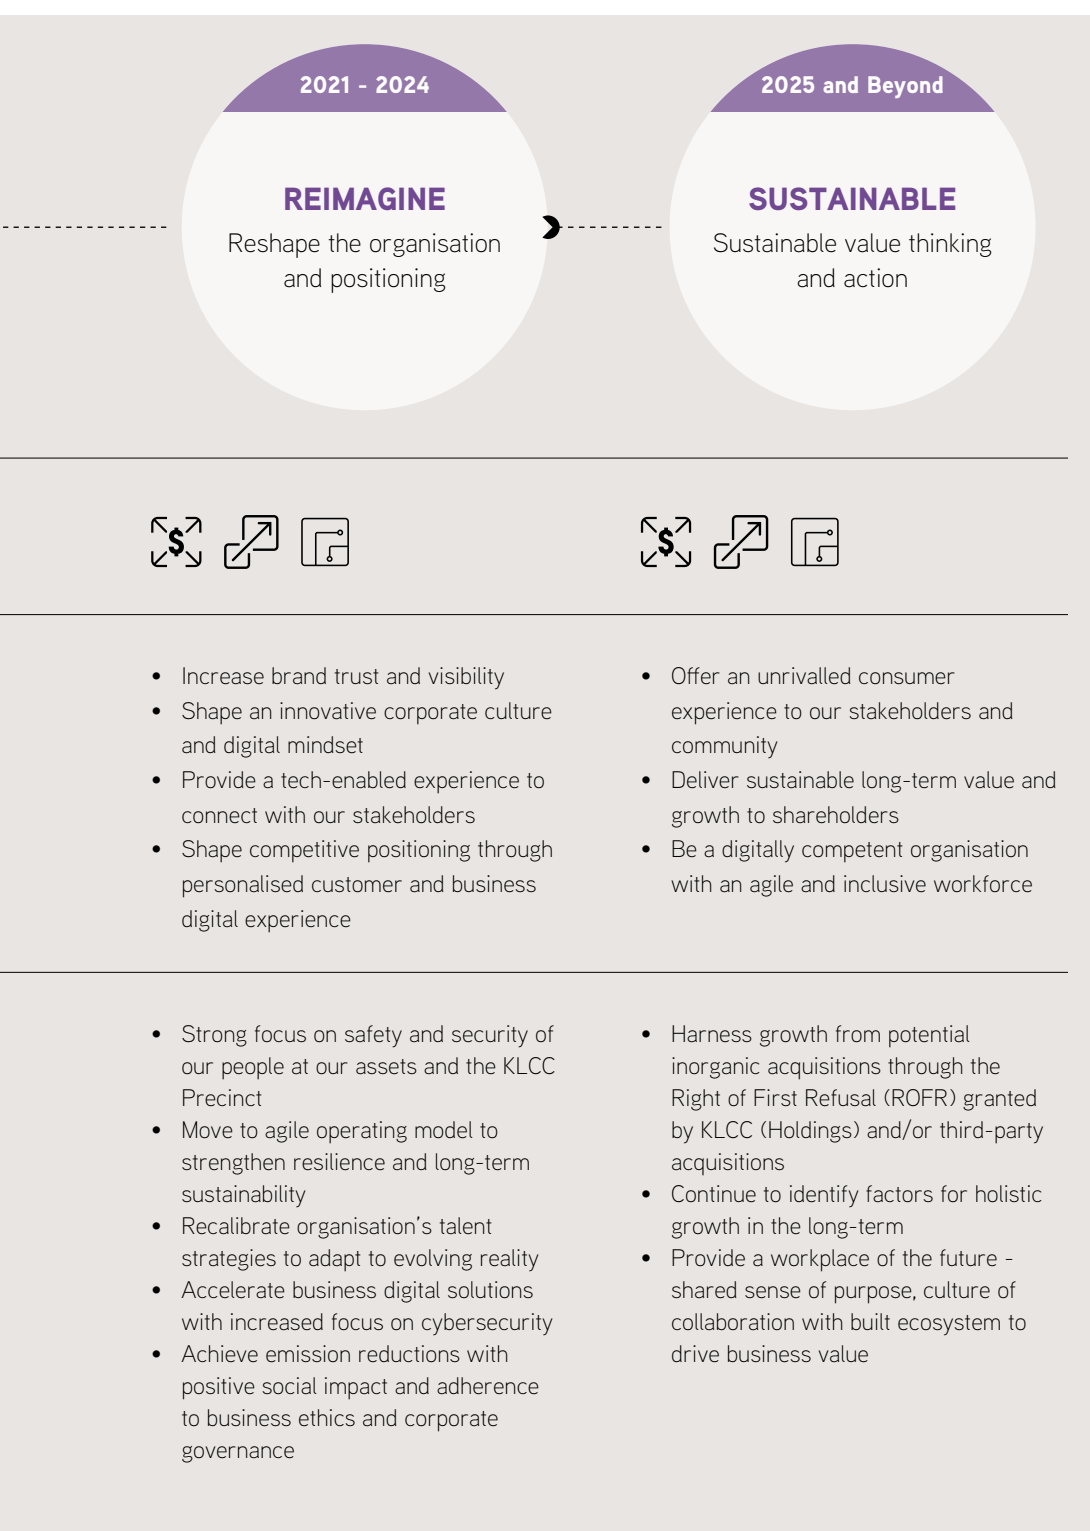 2021 - 2024
REIMAGINE
Reshape the organisation
and positioning
2025 and Beyond
SUSTAINABLE
Sustainable value thinking
and action
$
$
• Increase brand trust and visibility
• Shape an innovative corporate culture
and digital mindset
• Provide a tech-enabled experience to
connect with our stakeholders
• Shape competitive positioning through
personalised customer and business
digital experience
• Offer an unrivalled consumer
experience to our stakeholders and
community
• Deliver sustainable long-term value and
growth to shareholders
• Be a digitally competent organisation
with an agile and inclusive workforce
• Strong focus on safety and security of
our people at our assets and the KLCC
Precinct
• Move to agile operating model to
strengthen resilience and long-term
sustainability
• Recalibrate organisation's talent
strategies to adapt to evolving reality
• Accelerate business digital solutions
with increased focus on cybersecurity
• Achieve emission reductions with
positive social impact and adherence
to business ethics and corporate
governance
• Harness growth from potential
inorganic acquisitions through the
Right of First Refusal (ROFR) granted
by KLCC (Holdings) and/or third-party
acquisitions
• Continue to identify factors for holistic
growth in the long-term
• Provide a workplace of the future -
shared sense of purpose, culture of
collaboration with built ecosystem to
drive business value